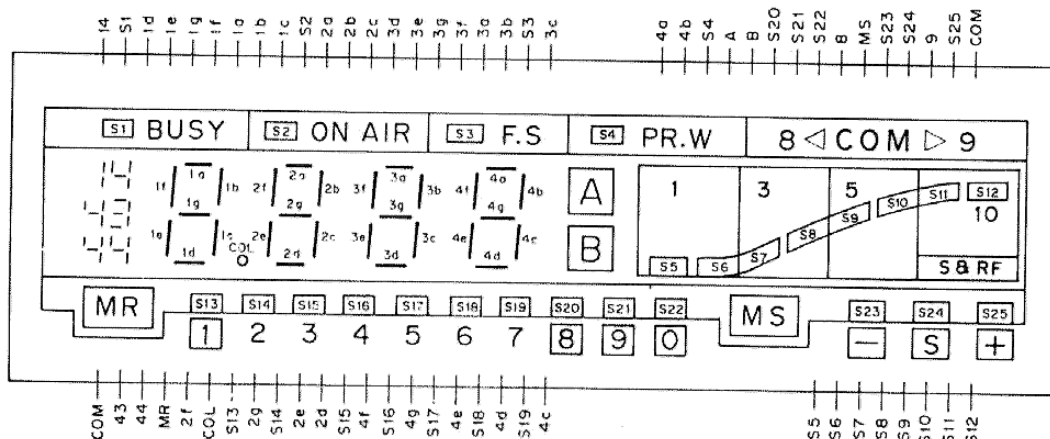 14 S1 1d 1e 1g 1f 1a 1b 1c S2 2a 2b 2c 3d 3e 3g 3f 3a 3b S3 3c 4a 4b S4 A B S20 S21 S22 8 MS S23 S24 9 S25 COM
S1 BUSY S2 ON AIR S3 F.S S4 PR.W 8 ◁ COM ▷ 9
1a 2a 3a 4a
1f 1b 2f 2b 3f 3b 4f 4b A 1 3 5 S11 S12
1g 2g 3g 4g S9 S10 10
1e 1c 2e 2c 3e 3c 4e 4c B S7 S8
COL
1d 2d 3d 4d S5 S6 S & RF
MR S13 S14 S15 S16 S17 S18 S19 S20 S21 S22 MS S23 S24 S25
1 2 3 4 5 6 7 8 9 0 − S +
COM 43 44 MR 2f COL S13 2g S14 2e 2d S15 4f S16 4g S17 4e S18 4d S19 4c S5 S6 S7 S8 S9 S10 S11 S12